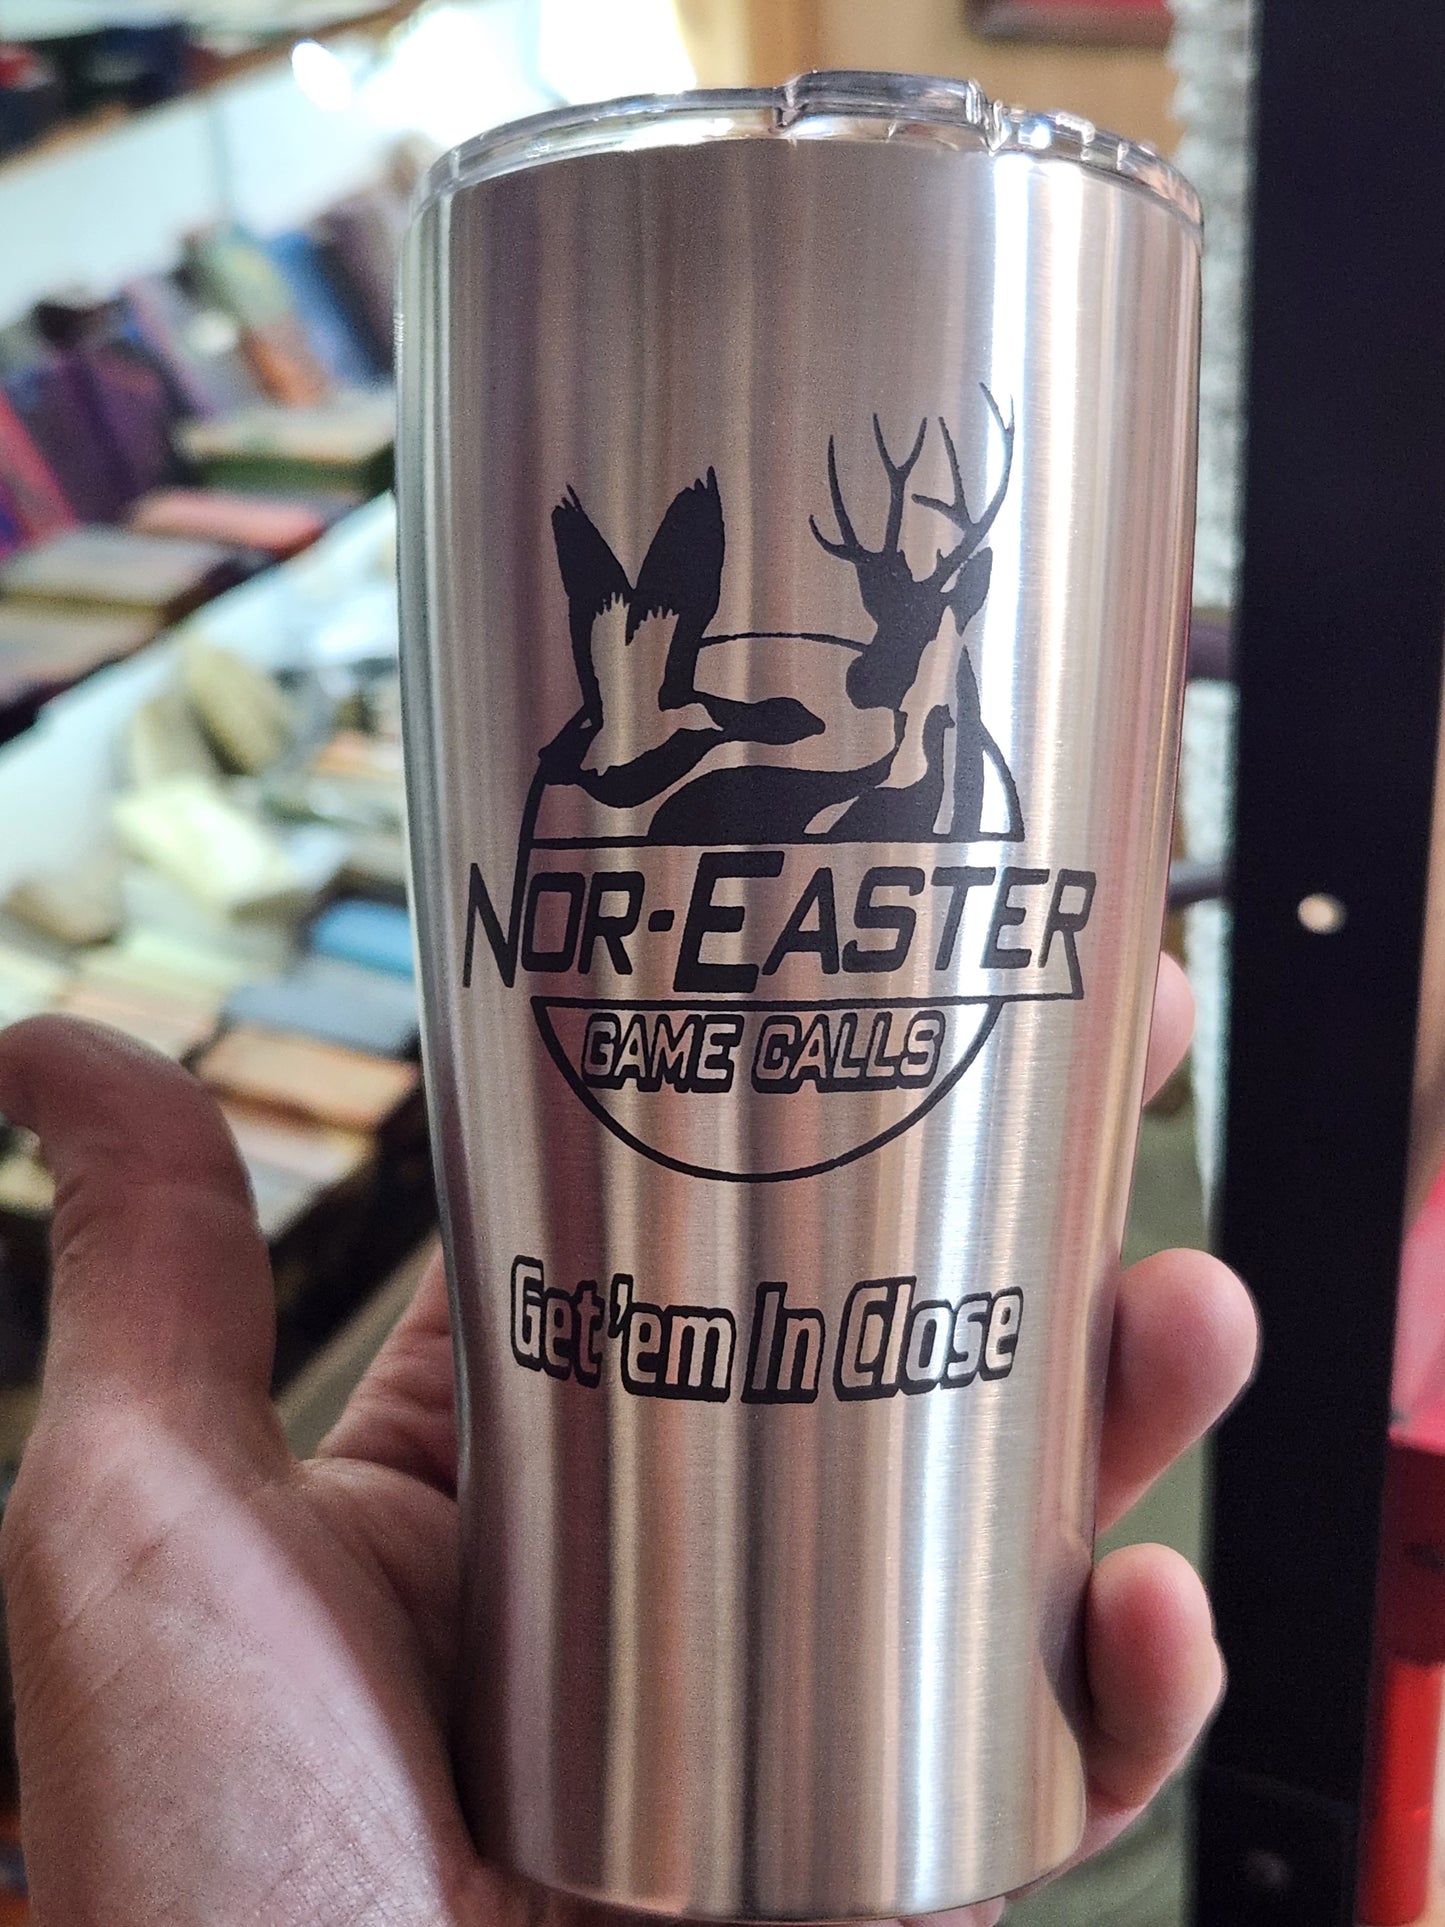 NOR-EASTER
GAME CALLS
Get 'em In Close